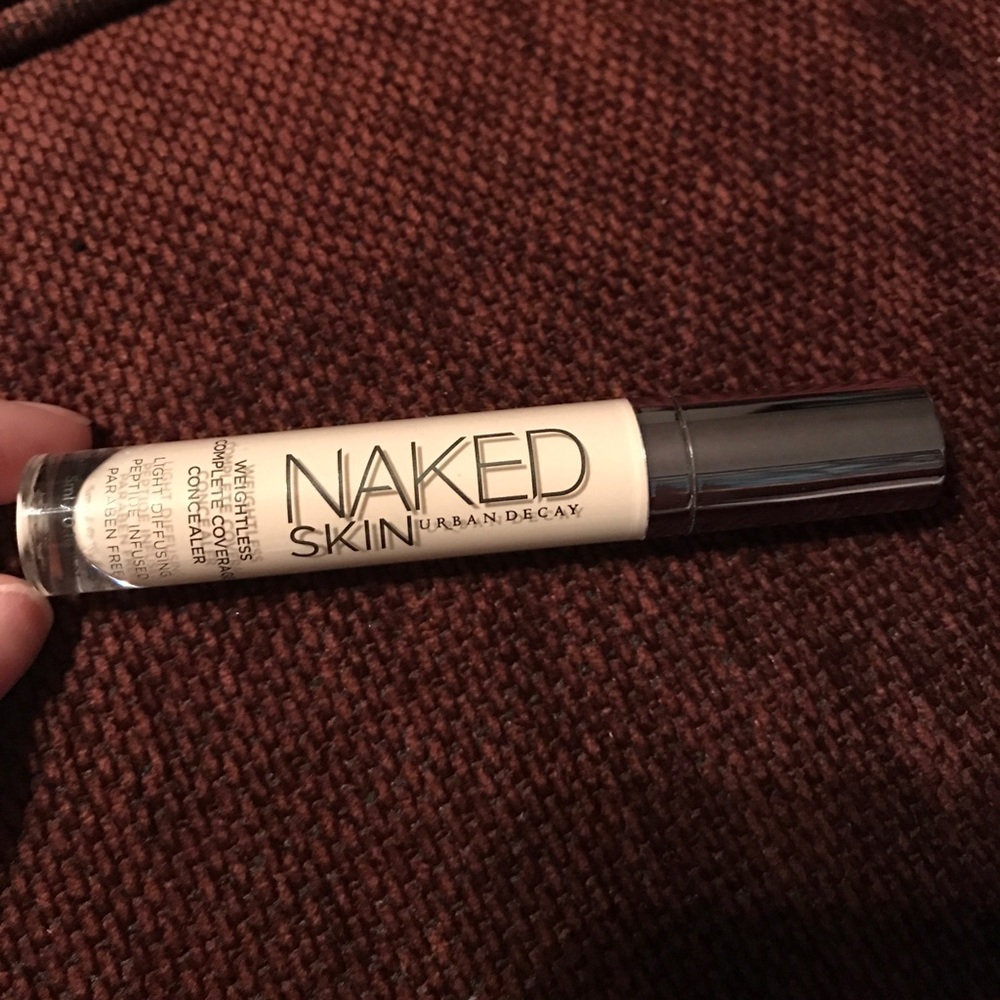 NAKED
SKIN URBAN DECAY
WEIGHTLESS
COMPLETE COVERAGE
CONCEALER
LIGHT DIFFUSING
PEPTIDE INFUSED
PARABEN FREE